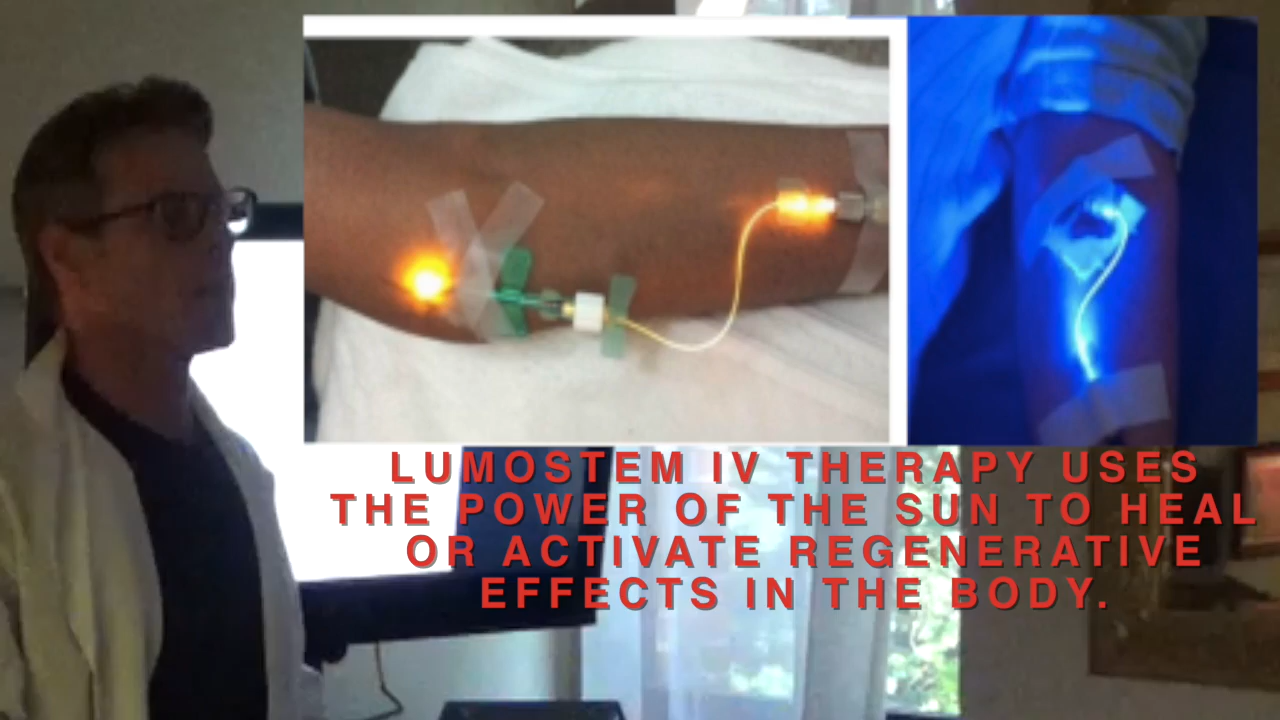 LUMOSTEM IV THERAPY USES
THE POWER OF THE SUN TO HEAL
OR ACTIVATE REGENERATIVE
EFFECTS IN THE BODY.